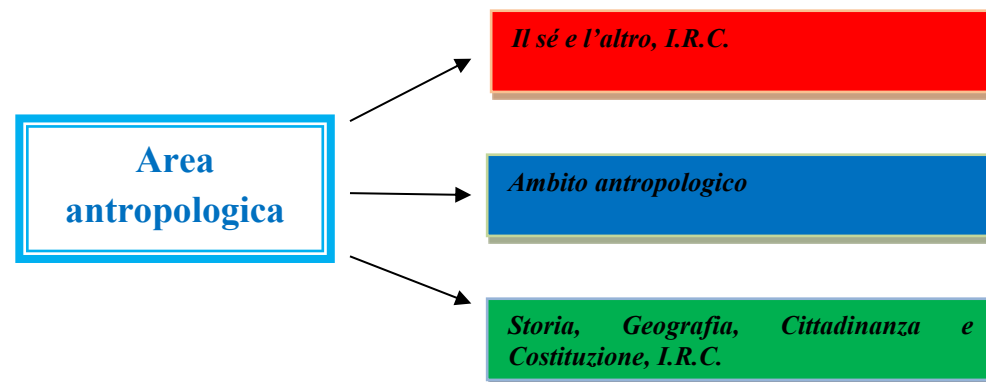 Il sé e l’altro, I.R.C.
Area
antropologica
Ambito antropologico
Storia, Geografia, Cittadinanza e
Costituzione, I.R.C.